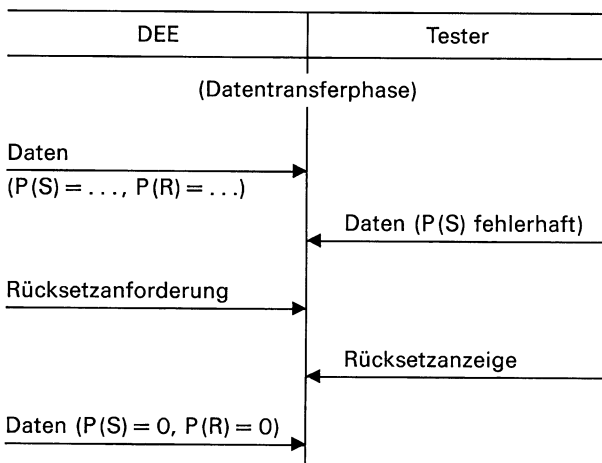 DEE Tester
(Datentransferphase)
Daten
(P(S) = . . . , P(R) = . . .)
Daten (P(S) fehlerhaft)
Rücksetzanforderung
Rücksetzanzeige
Daten (P(S) = 0, P(R) = 0)